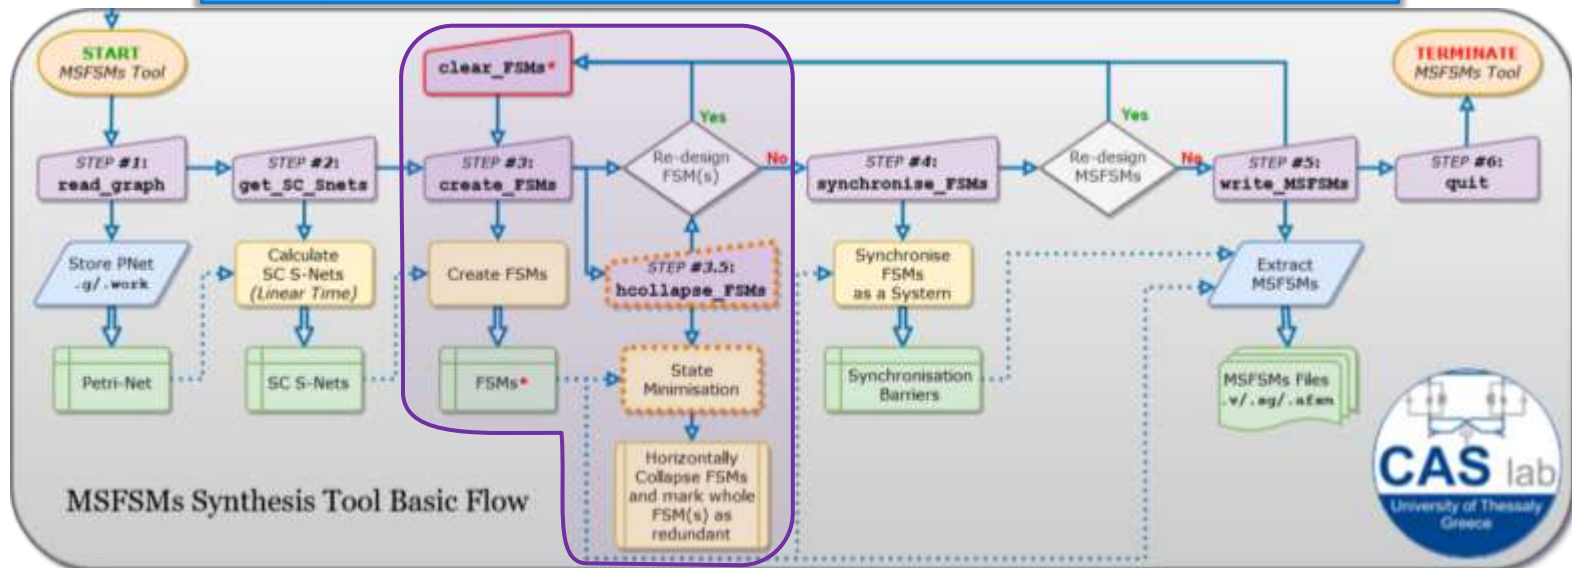 START
MSFSMs Tool
clear_FSMs*
TERMINATE
MSFSMs Tool
Yes
Yes
STEP #1:
read_graph
STEP #2:
get_SC_Snets
STEP #3:
create_FSMs
Re-design
FSM(s)
No
STEP #4:
synchronise_FSMs
Re-design
MSFSMs
No
STEP #5:
write_MSFSMs
STEP #6:
quit
Store PNet
.g/.work
Calculate
SC S-Nets
(Linear Time)
Create FSMs
STEP #3.5:
hcollapse_FSMs
Synchronise
FSMs
as a System
Extract
MSFSMs
Petri-Net
SC S-Nets
FSMs*
State
Minimisation
Synchronisation
Barriers
MSFSMs Files
.v/.sg/.afsm
Horizontally
Collapse FSMs
and mark whole
FSM(s) as
redundant
MSFSMs Synthesis Tool Basic Flow
CAS lab
University of Thessaly
Greece